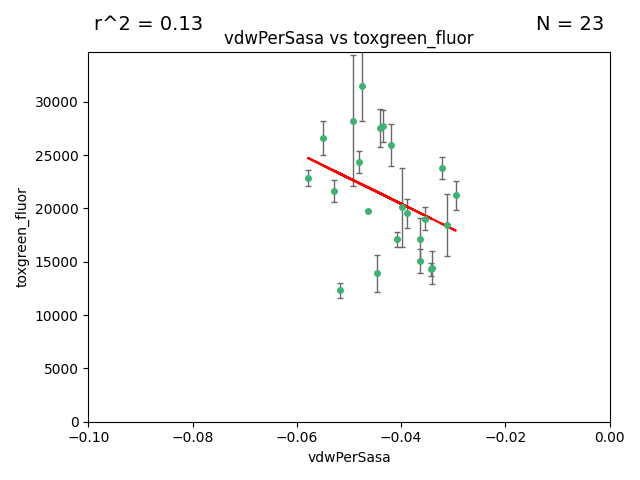 r^2 = 0.13
N = 23
vdwPerSasa vs toxgreen_fluor
30000
25000
20000
15000
10000
5000
0
toxgreen_fluor
−0.10
−0.08
−0.06
−0.04
−0.02
0.00
vdwPerSasa